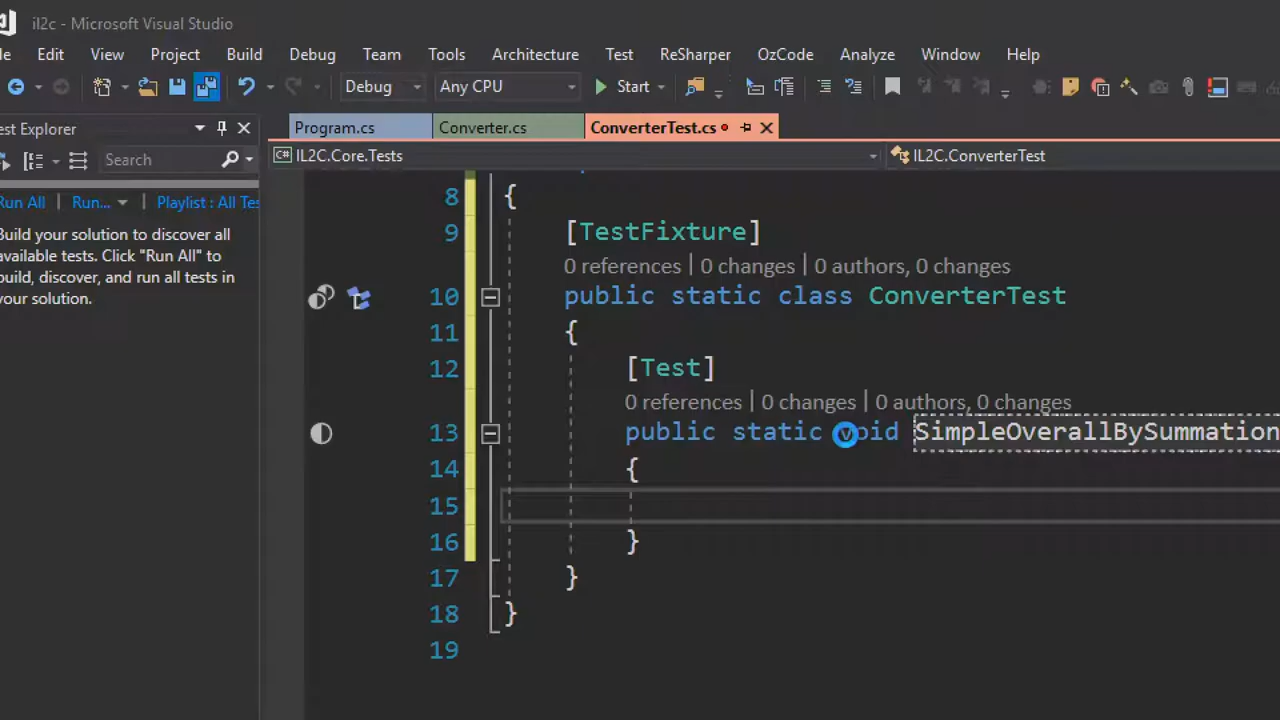 il2c - Microsoft Visual Studio
le Edit View Project Build Debug Team Tools Architecture Test ReSharper OzCode Analyze Window Help
Debug Any CPU Start
est Explorer
Program.cs Converter.cs ConverterTest.cs
IL2C.Core.Tests IL2C.ConverterTest
Search
Run All | Run... Playlist : All Tes
Build your solution to discover all
available tests. Click "Run All" to
build, discover, and run all tests in
your solution.
8 {
9 [TestFixture]
0 references | 0 changes | 0 authors, 0 changes
10 public static class ConverterTest
11 {
12 [Test]
0 references | 0 changes | 0 authors, 0 changes
13 public static void SimpleOverallBySummation
14 {
15
16 }
17 }
18 }
19